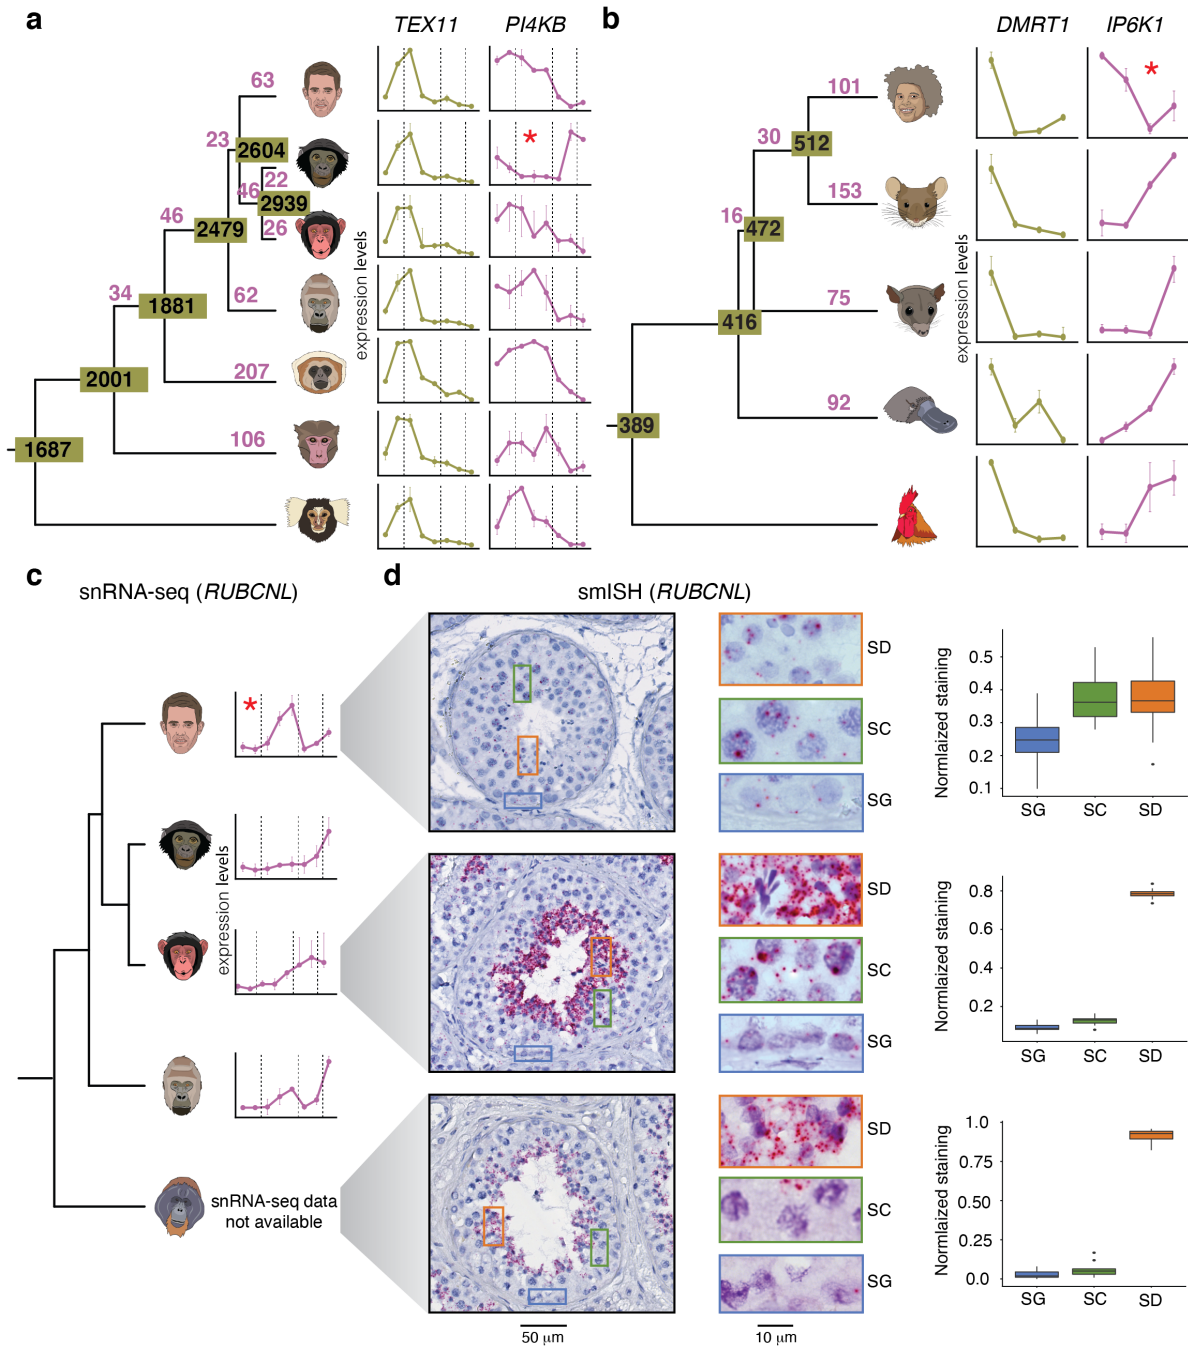 a
TEX11
PI4KB
63
23
2604
22
46
2939
26
46
2479
34
1881
62
207
2001
106
1687
expression levels
*
b
DMRT1
IP6K1
101
30
512
153
16
472
75
416
92
389
expression levels
*
c
snRNA-seq (RUBCNL)
*
expression levels
snRNA-seq data
not available
d
smISH (RUBCNL)
SD
SC
SG
Normlaized staining
0.5
0.4
0.3
0.2
0.1
SG
SC
SD
SD
SC
SG
Normlaized staining
0.8
0.6
0.4
0.2
SG
SC
SD
SD
SC
SG
Normlaized staining
1.0
0.75
0.50
0.25
0.0
SG
SC
SD
50 μm
10 μm